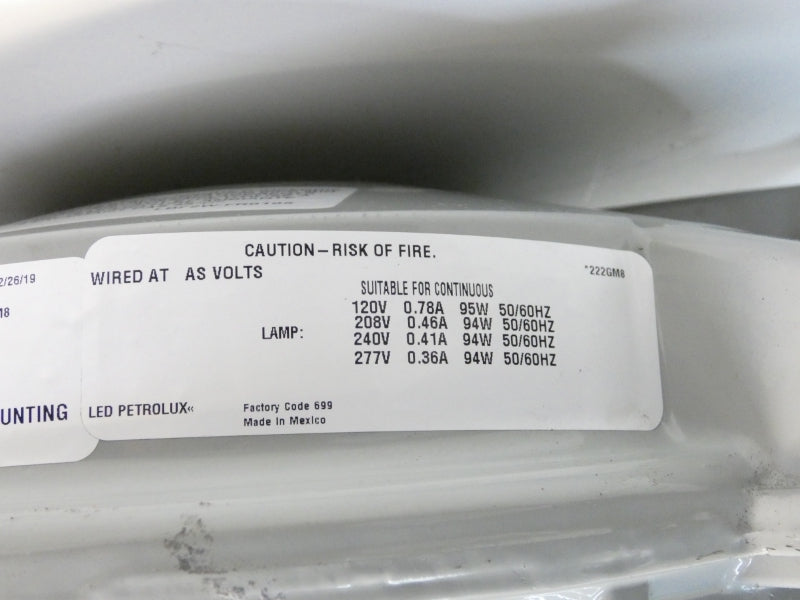 CAUTION–RISK OF FIRE.
WIRED AT AS VOLTS
*222GM8
SUITABLE FOR CONTINUOUS
LAMP:
120V 0.78A 95W 50/60HZ
208V 0.46A 94W 50/60HZ
240V 0.41A 94W 50/60HZ
277V 0.36A 94W 50/60HZ
LED PETROLUX«
Factory Code 699
Made In Mexico
2/26/19
M8
UNTING